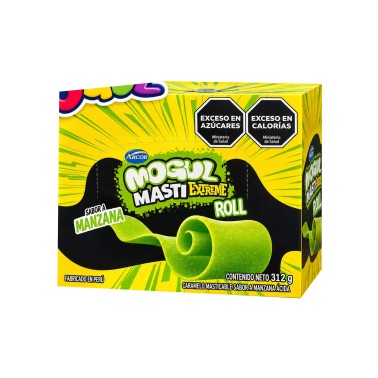 EXCESO EN
AZÚCARES
Ministerio
de Salud
EXCESO EN
CALORÍAS
Ministerio
de Salud
ARCOR
MOGUL
MASTI EXTREME
ROLL
SABOR A
MANZANA
FABRICADO EN PERÚ
CONTENIDO NETO 312 g
CARAMELO MASTICABLE SABOR A MANZANA ÁCIDA